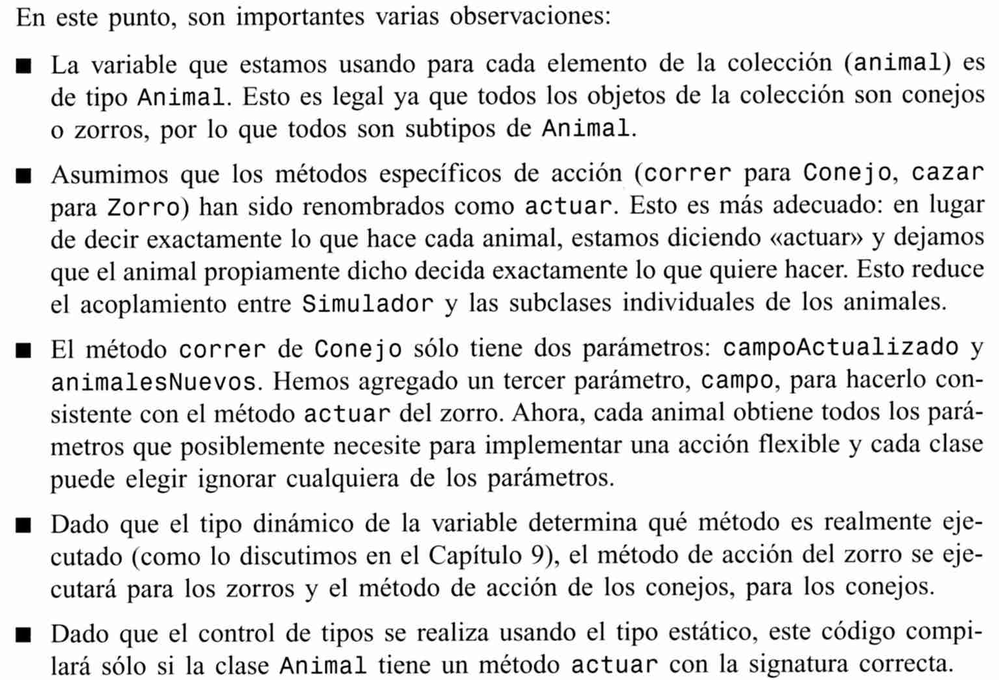 En este punto, son importantes varias observaciones:
■ La variable que estamos usando para cada elemento de la colección (animal) es
de tipo Animal. Esto es legal ya que todos los objetos de la colección son conejos
o zorros, por lo que todos son subtipos de Animal.
■ Asumimos que los métodos específicos de acción (correr para Conejo, cazar
para Zorro) han sido renombrados como actuar. Esto es más adecuado: en lugar
de decir exactamente lo que hace cada animal, estamos diciendo «actuar» y dejamos
que el animal propiamente dicho decida exactamente lo que quiere hacer. Esto reduce
el acoplamiento entre Simulador y las subclases individuales de los animales.
■ El método correr de Conejo sólo tiene dos parámetros: campoActualizado y
animalesNuevos. Hemos agregado un tercer parámetro, campo, para hacerlo con-
sistente con el método actuar del zorro. Ahora, cada animal obtiene todos los pará-
metros que posiblemente necesite para implementar una acción flexible y cada clase
puede elegir ignorar cualquiera de los parámetros.
■ Dado que el tipo dinámico de la variable determina qué método es realmente eje-
cutado (como lo discutimos en el Capítulo 9), el método de acción del zorro se eje-
cutará para los zorros y el método de acción de los conejos, para los conejos.
■ Dado que el control de tipos se realiza usando el tipo estático, este código compi-
lará sólo si la clase Animal tiene un método actuar con la signatura correcta.